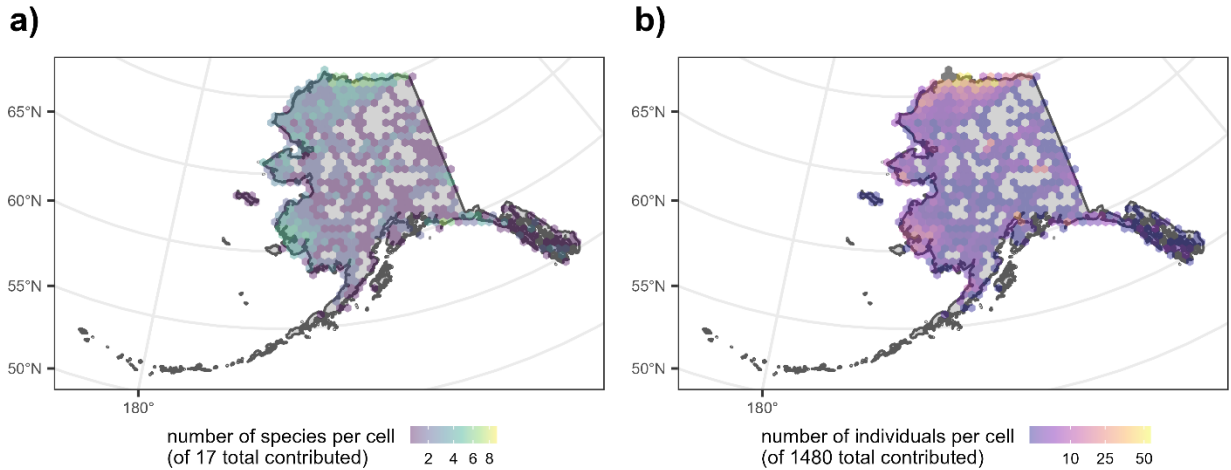 a)
65°N
60°N
55°N
50°N
180°
number of species per cell
(of 17 total contributed)
2 4 6 8
b)
65°N
60°N
55°N
50°N
180°
number of individuals per cell
(of 1480 total contributed)
10 25 50